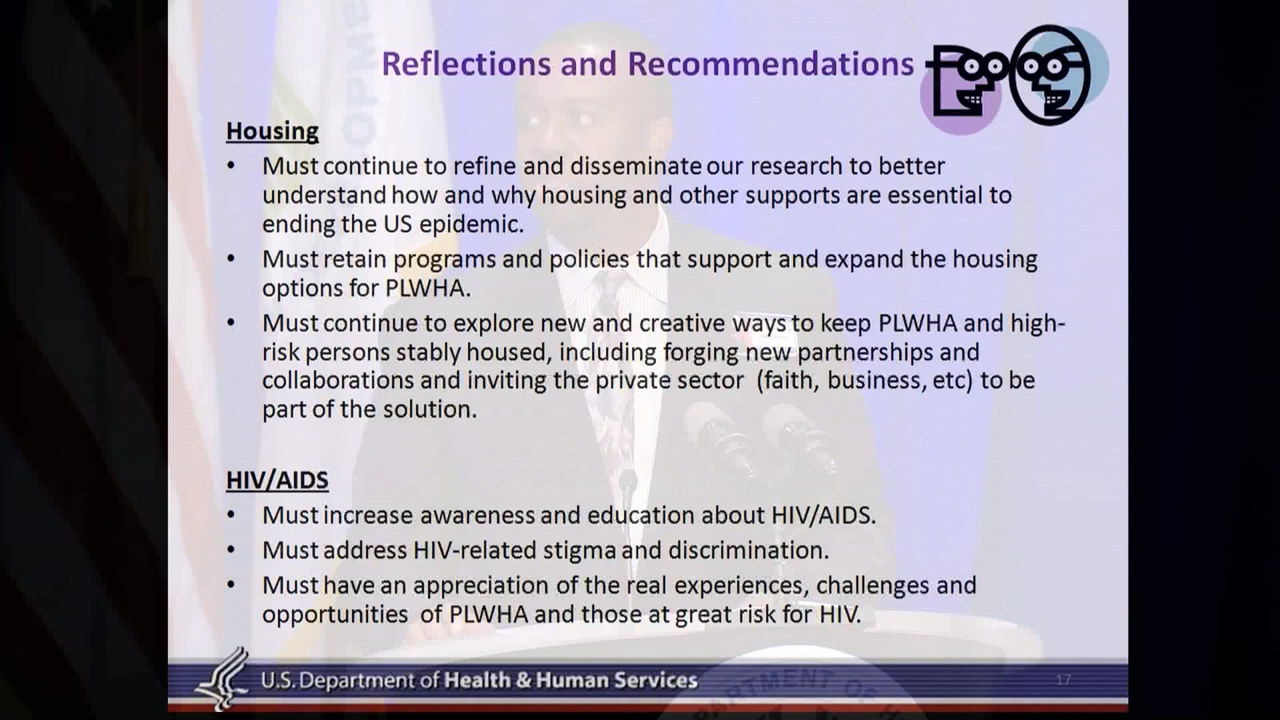 Reflections and Recommendations
Housing
• Must continue to refine and disseminate our research to better
understand how and why housing and other supports are essential to
ending the US epidemic.
• Must retain programs and policies that support and expand the housing
options for PLWHA.
• Must continue to explore new and creative ways to keep PLWHA and high-
risk persons stably housed, including forging new partnerships and
collaborations and inviting the private sector (faith, business, etc) to be
part of the solution.
HIV/AIDS
• Must increase awareness and education about HIV/AIDS.
• Must address HIV-related stigma and discrimination.
• Must have an appreciation of the real experiences, challenges and
opportunities of PLWHA and those at great risk for HIV.
U.S. Department of Health & Human Services
17